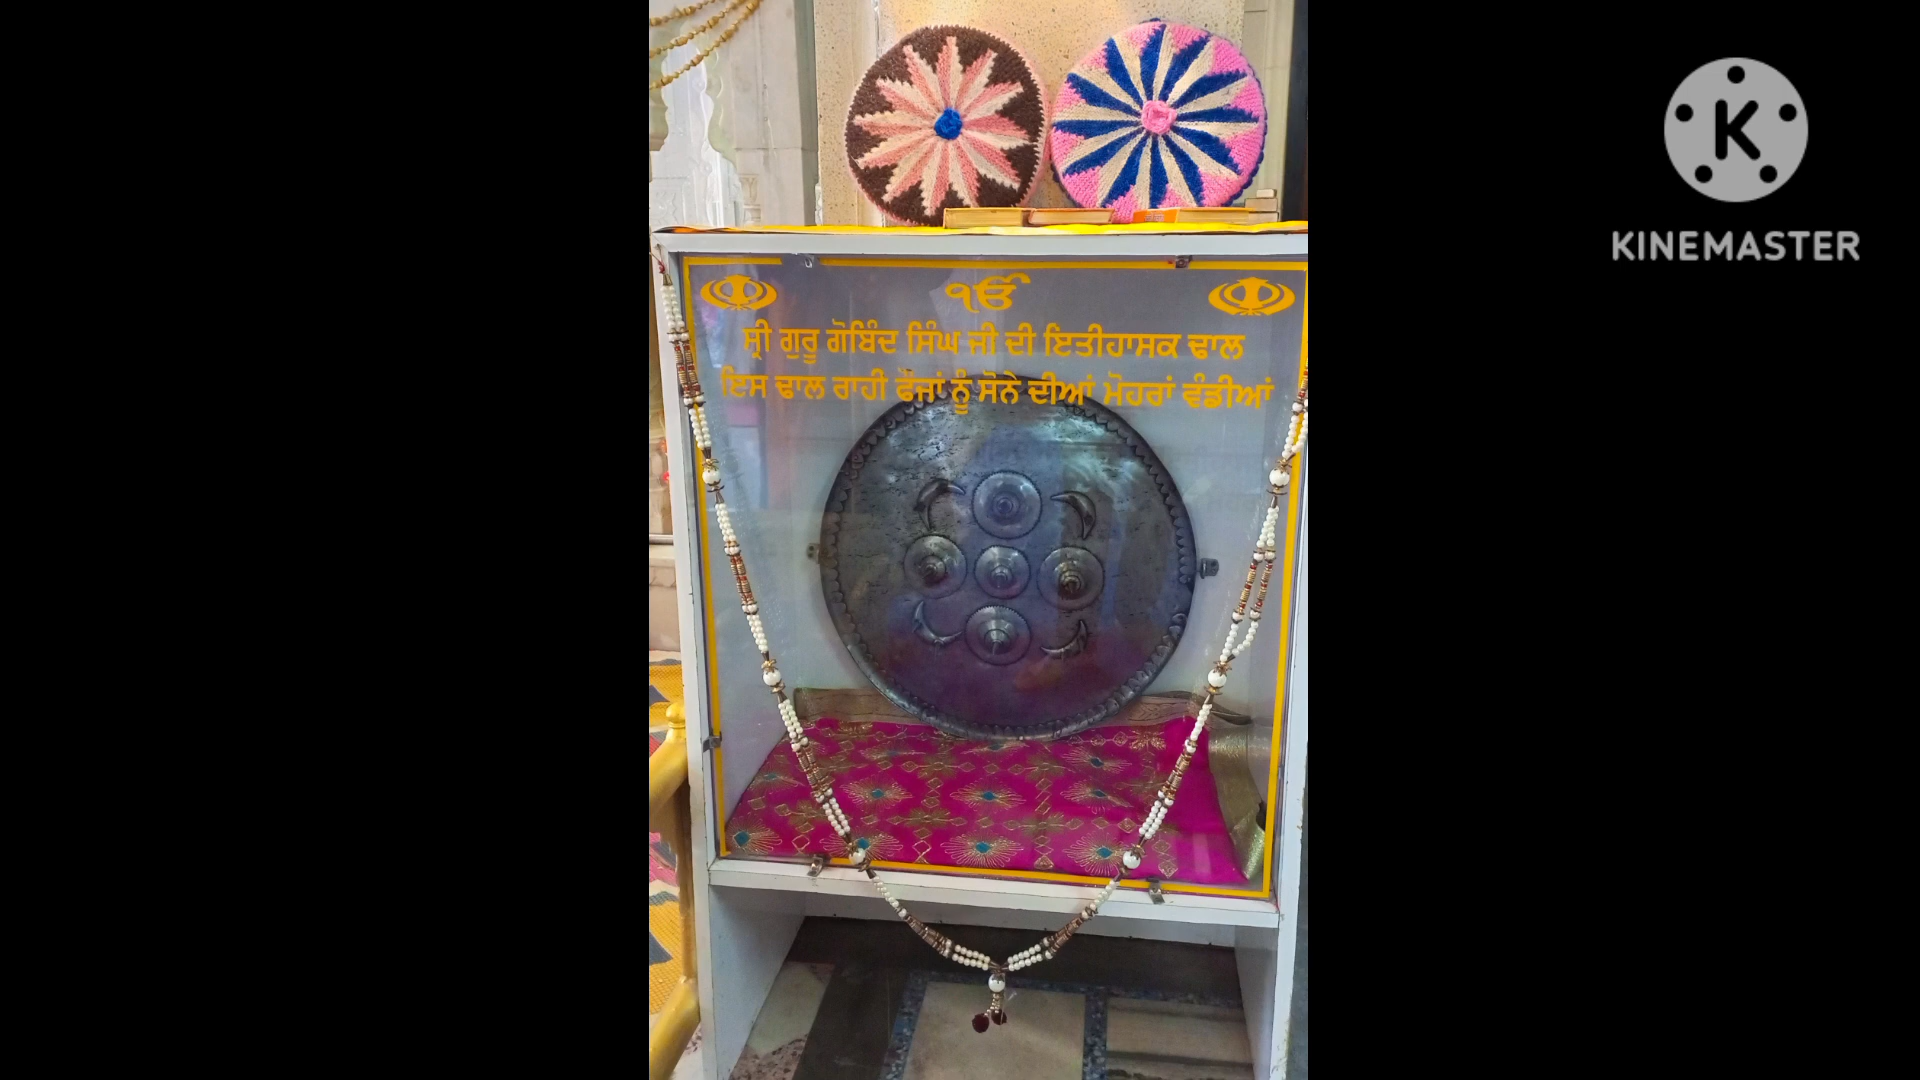 ੴ
ਸ੍ਰੀ ਗੁਰੂ ਗੋਬਿੰਦ ਸਿੰਘ ਜੀ ਦੀ ਇਤੀਹਾਸਕ ਢਾਲ
ਇਸ ਢਾਲ ਰਾਹੀ ਫੌਜਾਂ ਨੂੰ ਸੋਨੇ ਦੀਆਂ ਮੋਹਰਾਂ ਵੰਡੀਆਂ
K
KINEMASTER